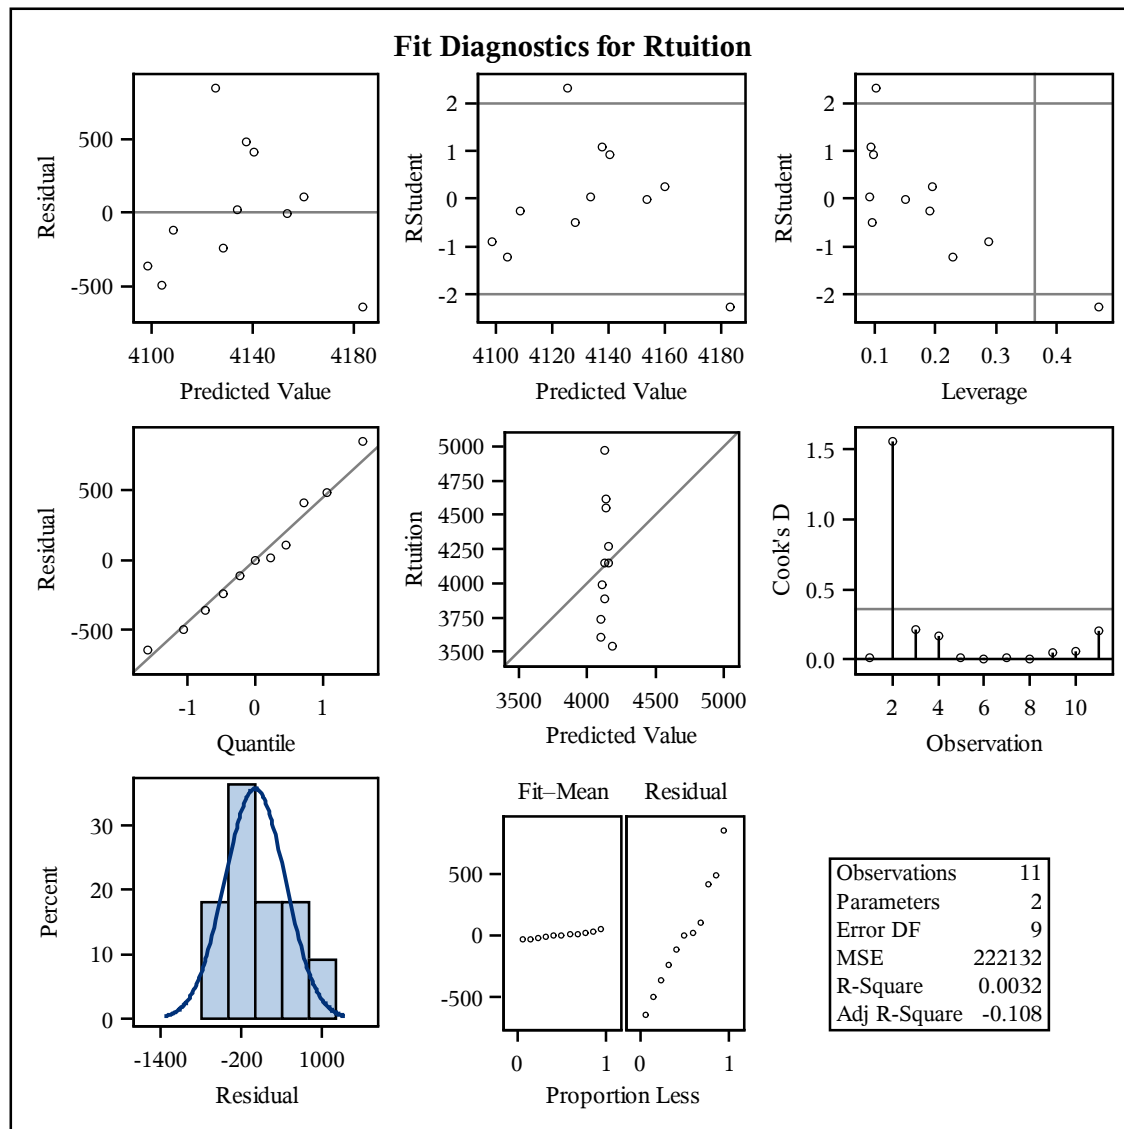 Fit Diagnostics for Rtuition
Residual
500
0
-500
4100 4140 4180
Predicted Value
RStudent
2
1
0
-1
-2
4100 4120 4140 4160 4180
Predicted Value
RStudent
2
1
0
-1
-2
0.1 0.2 0.3 0.4
Leverage
Residual
500
0
-500
-1 0 1
Quantile
Rtuition
5000
4750
4500
4250
4000
3750
3500
3500 4000 4500 5000
Predicted Value
Cook's D
1.5
1.0
0.5
0.0
2 4 6 8 10
Observation
Percent
30
20
10
0
-1400 -200 1000
Residual
Fit–Mean Residual
500
0
-500
0 1 0 1
Proportion Less
Observations 11
Parameters 2
Error DF 9
MSE 222132
R-Square 0.0032
Adj R-Square -0.108